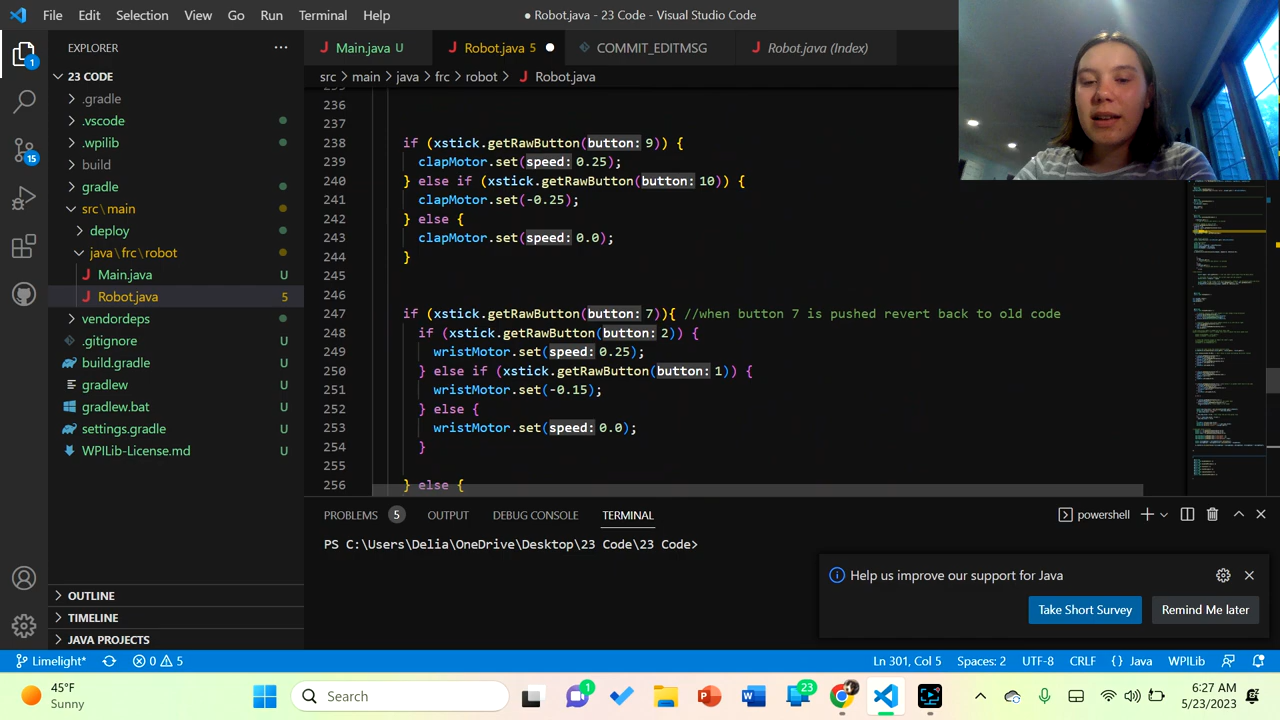 File Edit Selection View Go Run Terminal Help
● Robot.java - 23 Code - Visual Studio Code
EXPLORER
23 CODE
.gradle
.vscode
.wpilib
build
gradle
src\main
deploy
java\frc\robot
Main.java U
Robot.java 5
vendordeps
.gitignore U
build.gradle U
gradlew U
gradlew.bat U
settings.gradle U
WPILib-License.md U
OUTLINE
TIMELINE
JAVA PROJECTS
1
15
Main.java U
Robot.java 5 ●
COMMIT_EDITMSG
Robot.java (Index)
src > main > java > frc > robot > Robot.java
236
237
238 if (xstick.getRawButton(button:9)) {
239 clapMotor.set(speed:0.25);
240 } else if (xstick.getRawButton(button:10)) {
241 clapMotor.set(-0.25);
242 } else {
243 clapMotor.set(speed:0.0);
244 }
245
246
247 if (xstick.getRawButton(button:7)){ //when button 7 is pushed revert back to old code
248 if (xstick.getRawButton(button:2)) {
249 wristMotor.set(speed:0.25);
250 } else if (xstick.getRawButton(button:1)) {
251 wristMotor.set(-0.15);
252 } else {
253 wristMotor.set(speed:0.0);
254 }
255
256 } else {
PROBLEMS 5 OUTPUT DEBUG CONSOLE TERMINAL
powershell
PS C:\Users\Delia\OneDrive\Desktop\23 Code\23 Code>
Help us improve our support for Java
Take Short Survey
Remind Me later
Limelight* 0 5
Ln 301, Col 5 Spaces: 2 UTF-8 CRLF {} Java WPILib
45°F
Sunny
Search
1
23
6:27 AM
5/23/2023